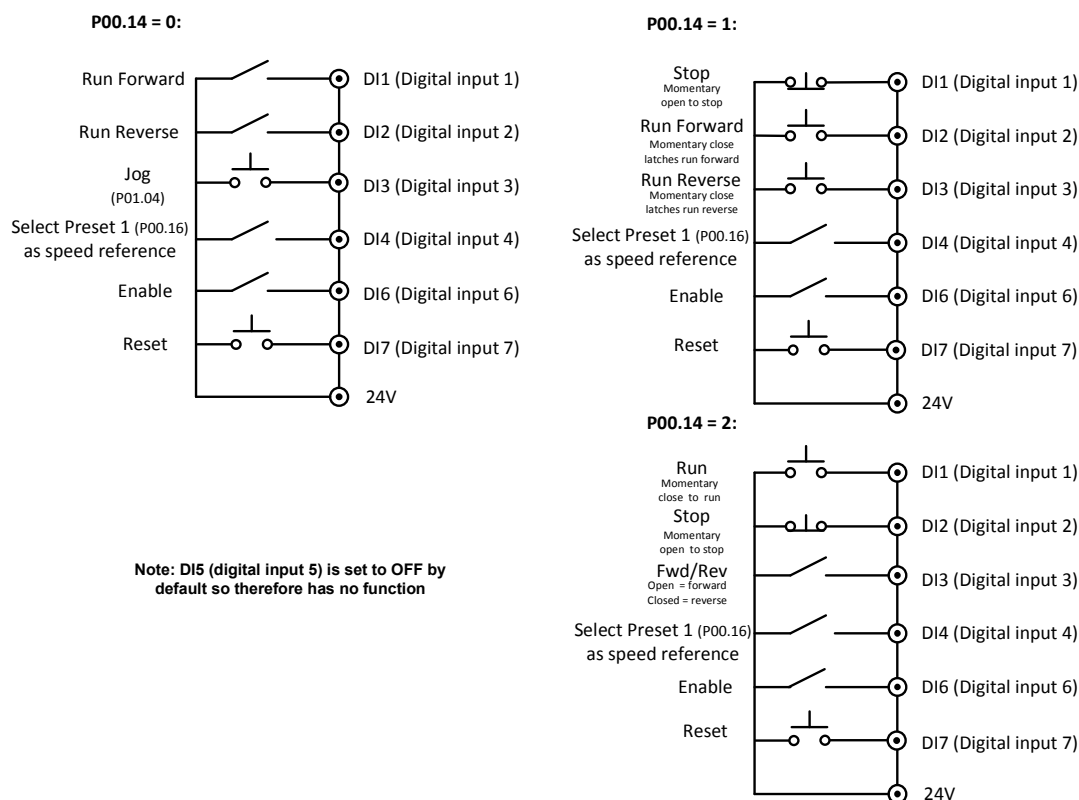 P00.14 = 0:
Run Forward
DI1 (Digital input 1)
Run Reverse
DI2 (Digital input 2)
Jog
(P01.04)
DI3 (Digital input 3)
Select Preset 1 (P00.16)
as speed reference
DI4 (Digital input 4)
Enable
DI6 (Digital input 6)
Reset
DI7 (Digital input 7)
24V
Note: DI5 (digital input 5) is set to OFF by
default so therefore has no function
P00.14 = 1:
Stop
Momentary
open to stop
DI1 (Digital input 1)
Run Forward
Momentary close
latches run forward
DI2 (Digital input 2)
Run Reverse
Momentary close
latches run reverse
DI3 (Digital input 3)
Select Preset 1 (P00.16)
as speed reference
DI4 (Digital input 4)
Enable
DI6 (Digital input 6)
Reset
DI7 (Digital input 7)
24V
P00.14 = 2:
Run
Momentary
close to run
DI1 (Digital input 1)
Stop
Momentary
open to stop
DI2 (Digital input 2)
Fwd/Rev
Open = forward
Closed = reverse
DI3 (Digital input 3)
Select Preset 1 (P00.16)
as speed reference
DI4 (Digital input 4)
Enable
DI6 (Digital input 6)
Reset
DI7 (Digital input 7)
24V